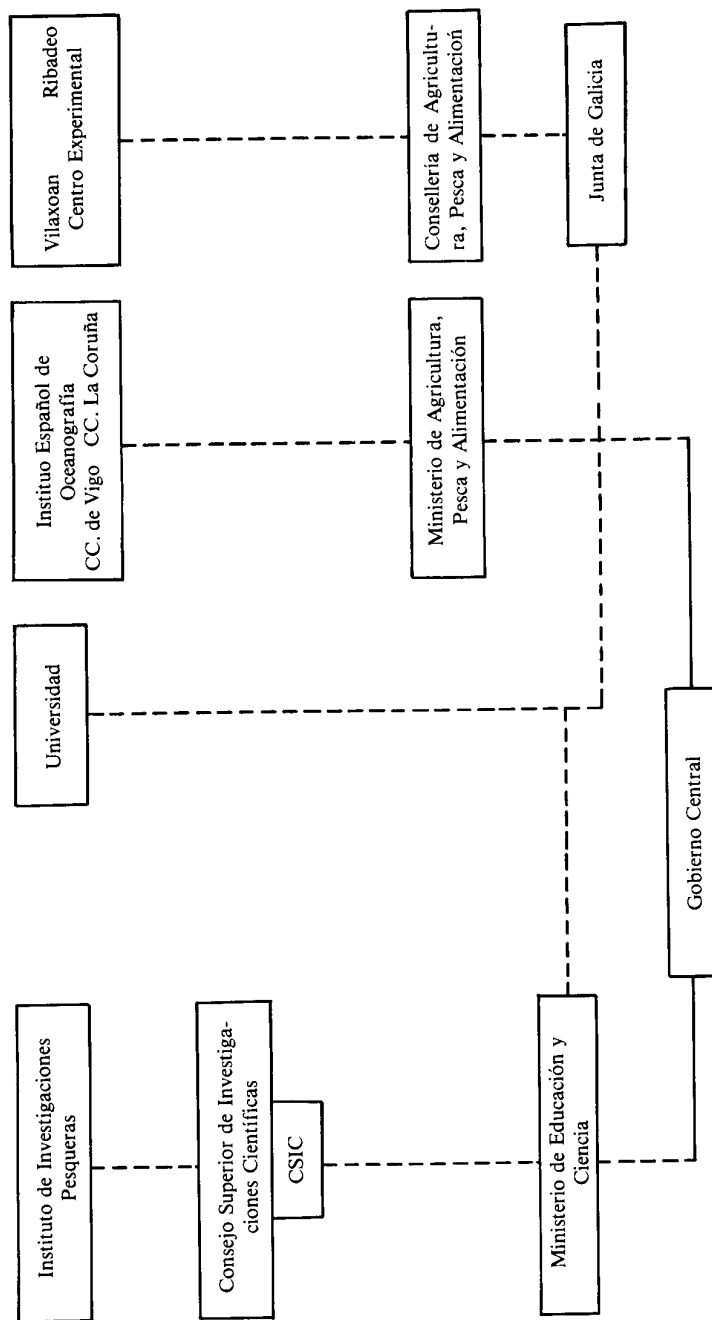 Instituto de Investigaciones
Pesqueras
Universidad
Instituo Español de
Oceanografía
CC. de Vigo CC. La Coruña
Vilaxoan Ribadeo
Centro Experimental
Consejo Superior de Investiga-
ciones Científicas
CSIC
Ministerio de Agricultura,
Pesca y Alimentación
Consellería de Agricultu-
ra, Pesca y Alimentacioń
Ministerio de Educación y
Ciencia
Junta de Galicia
Gobierno Central